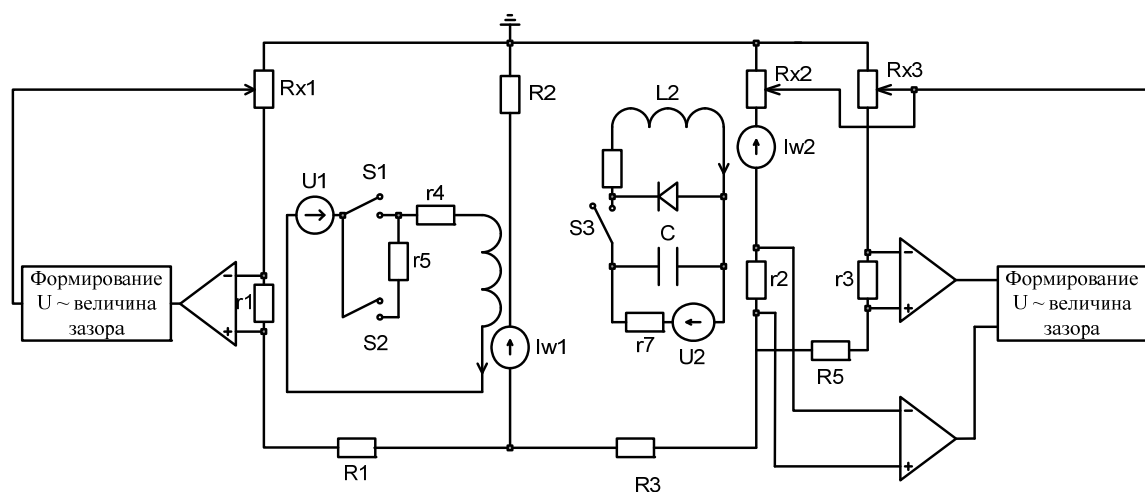 Rx1
R2
L2
Rx2
Rx3
Iw2
U1
S1
r4
S3
C
r5
r2
r3
Формирование
U ~ величина
зазора
r1
S2
Iw1
r7
U2
R5
Формирование
U ~ величина
зазора
R1
R3